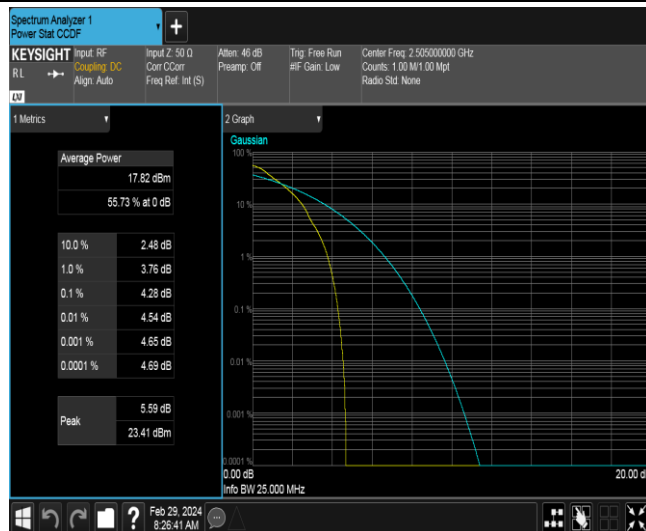 Spectrum Analyzer 1
Power Stat CCDF
+
KEYSIGHT
RL
LXI
Input: RF
Coupling: DC
Align: Auto
Input Z: 50 Ω
Corr CCorr
Freq Ref: Int (S)
Atten: 46 dB
Preamp: Off
Trig: Free Run
#IF Gain: Low
Center Freq: 2.505000000 GHz
Counts: 1.00 M/1.00 Mpt
Radio Std: None
1 Metrics
Average Power
17.82 dBm
55.73 % at 0 dB
10.0 % 2.48 dB
1.0 % 3.76 dB
0.1 % 4.28 dB
0.01 % 4.54 dB
0.001 % 4.65 dB
0.0001 % 4.69 dB
Peak
5.59 dB
23.41 dBm
2 Graph
Gaussian
100 %
10 %
1 %
0.1 %
0.01 %
0.001 %
0.0001 %
0.00 dB
20.00 d
Info BW 25.000 MHz
?
Feb 29, 2024
8:26:41 AM